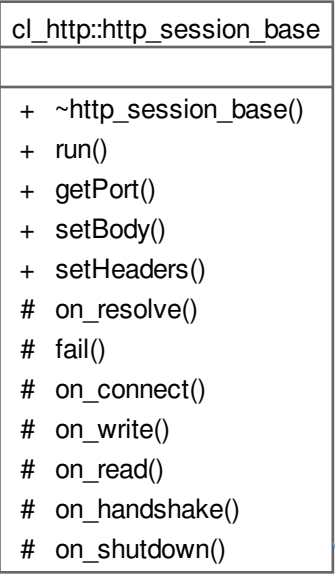 cl_http::http_session_base
+ ~http_session_base()
+ run()
+ getPort()
+ setBody()
+ setHeaders()
# on_resolve()
# fail()
# on_connect()
# on_write()
# on_read()
# on_handshake()
# on_shutdown()